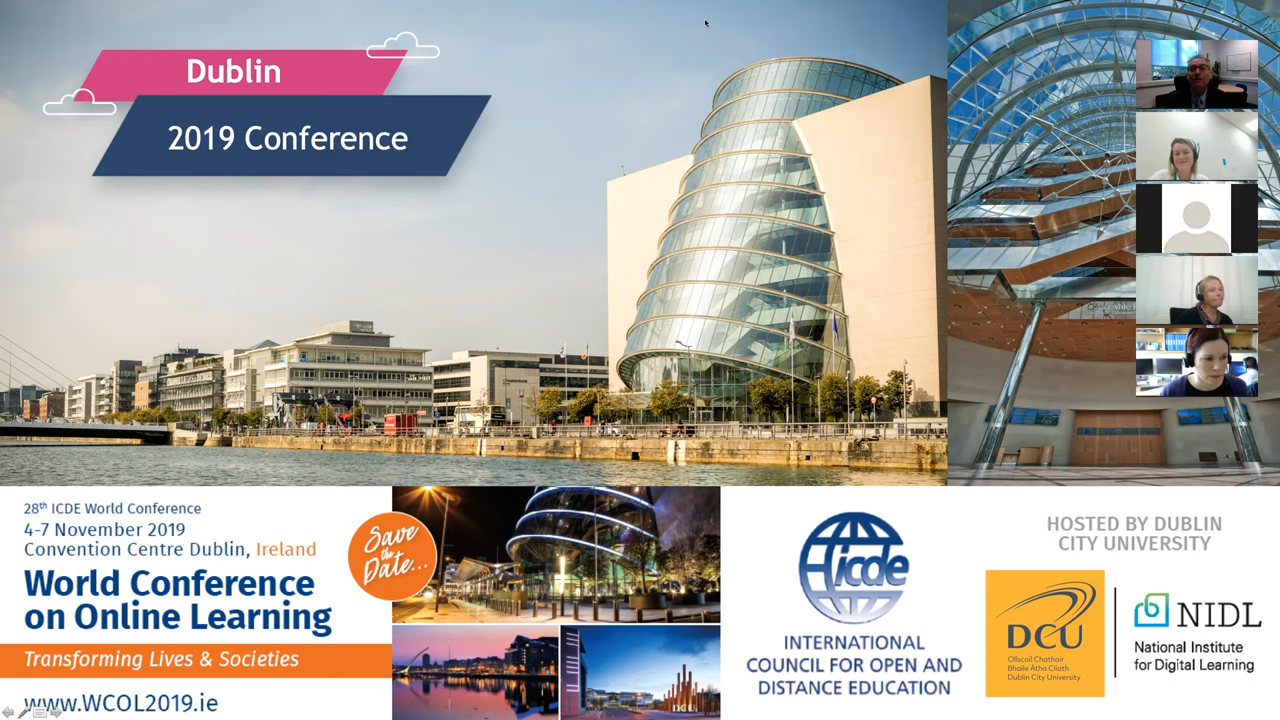 Dublin
2019 Conference
28th ICDE World Conference
4-7 November 2019
Convention Centre Dublin, Ireland
World Conference
on Online Learning
Transforming Lives & Societies
www.WCOL2019.ie
Save
the
Date...
icde
INTERNATIONAL
COUNCIL FOR OPEN AND
DISTANCE EDUCATION
HOSTED BY DUBLIN
CITY UNIVERSITY
DCU
Ollscoil Chathair
Bhaile Átha Cliath
Dublin City University
NIDL
National Institute
for Digital Learning
DCU